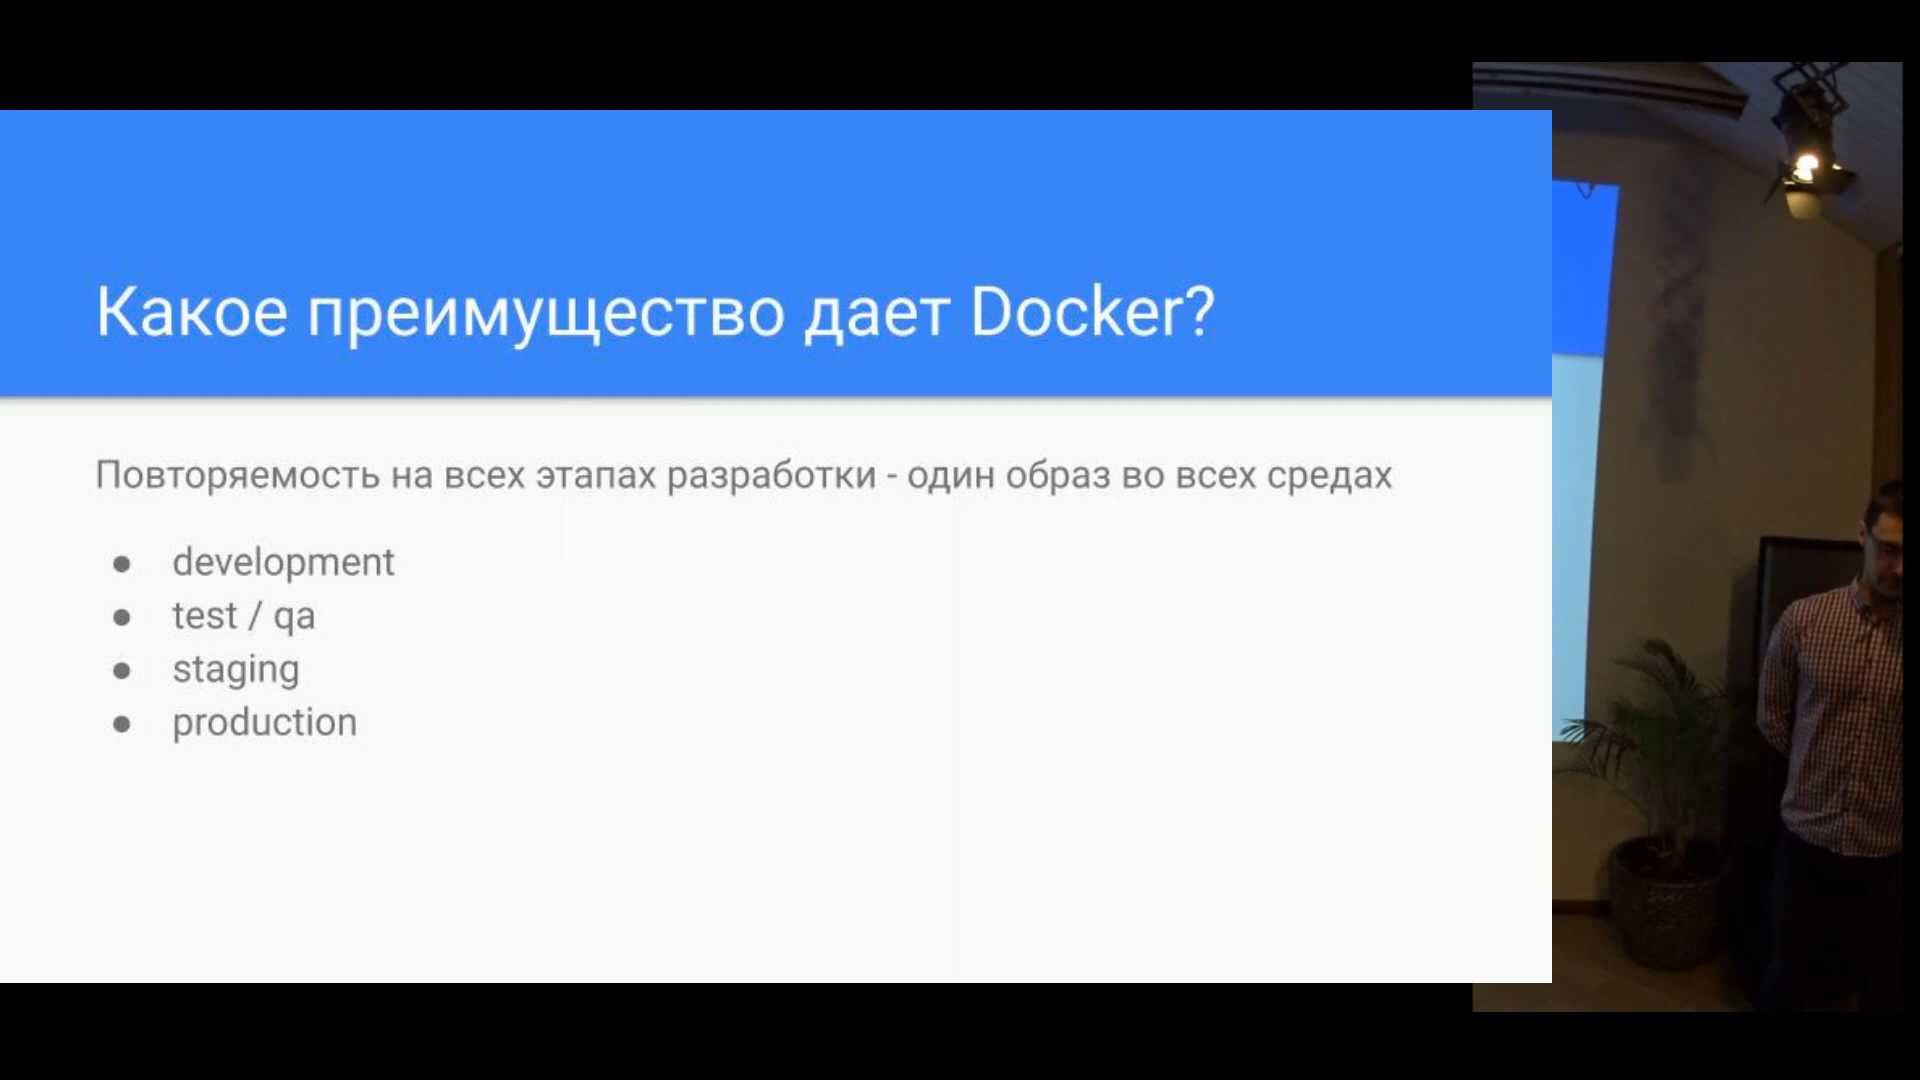 Какое преимущество дает Docker?
Повторяемость на всех этапах разработки - один образ во всех средах
● development
● test / qa
● staging
● production